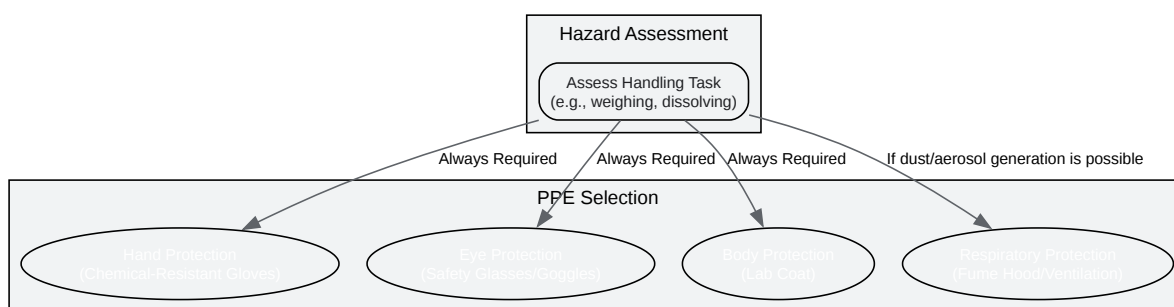 Hazard Assessment
Assess Handling Task
(e.g., weighing, dissolving)
Always Required
Always Required
Always Required
If dust/aerosol generation is possible
PPE Selection
Hand Protection
(Chemical-Resistant Gloves)
Eye Protection
(Safety Glasses/Goggles)
Body Protection
(Lab Coat)
Respiratory Protection
(Fume Hood/Ventilation)